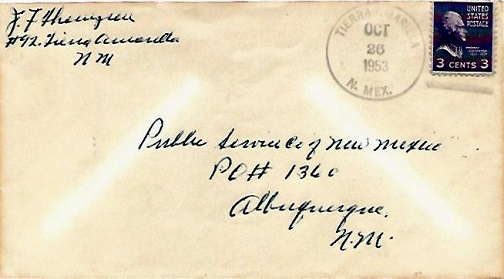 J F Thompson
#92. Tierra Amarilla
N M
TIERRA AMARILLA
OCT
26
1953
N. MEX.
UNITED
STATES
POSTAGE
3 CENTS 3
Public Service of New Mexico
PO# 1360
Albuquerque.
N.M.